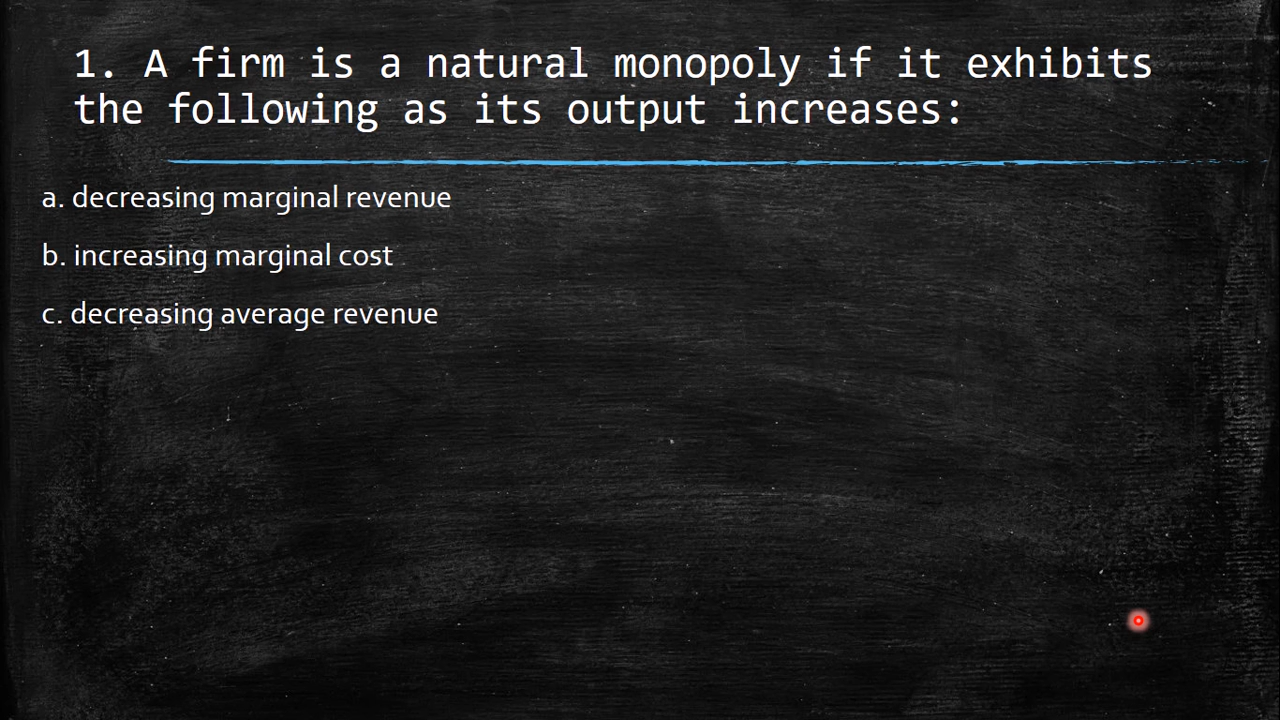 1. A firm is a natural monopoly if it exhibits
the following as its output increases:
a. decreasing marginal revenue
b. increasing marginal cost
c. decreasing average revenue